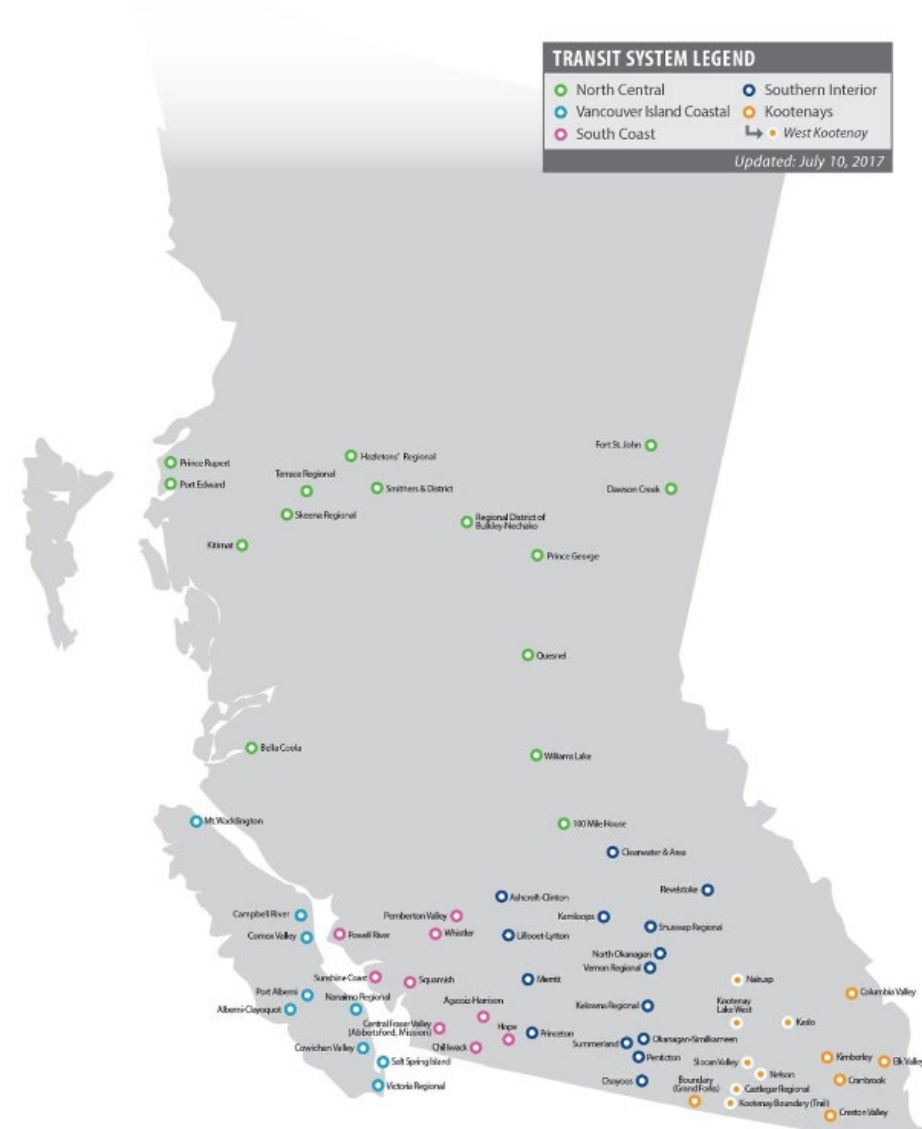 TRANSIT SYSTEM LEGEND
North Central
Southern Interior
Vancouver Island Coastal
Kootenays
South Coast
West Kootenay
Updated: July 10, 2017
Fort St. John
Hazletons' Regional
Prince Rupert
Terrace Regional
Port Edward
Smithers & District
Dawson Creek
Skeena Regional
Regional District of
Bulkley-Nechako
Kitimat
Prince George
Quesnel
Bella Coola
Williams Lake
Mt. Waddington
100 Mile House
Clearwater & Area
Revelstoke
Ashcroft-Clinton
Campbell River
Pemberton Valley
Kamloops
Shuswap Regional
Comox Valley
Powell River
Whistler
Lillooet-Lytton
North Okanagan
Vernon Regional
Sunshine Coast
Squamish
Merritt
Nakusp
Port Alberni
Nanaimo Regional
Columbia Valley
Alberni-Clayoquot
Agassiz-Harrison
Kelowna Regional
Kootenay
Lake West
Kaslo
Central Fraser Valley
(Abbotsford, Mission)
Hope
Princeton
Okanagan-Similkameen
Summerland
Cowichan Valley
Chilliwack
Penticton
Kimberley
Salt Spring Island
Slocan Valley
Elk Valley
Nelson
Osoyoos
Boundary
(Grand Forks)
Cranbrook
Victoria Regional
Castlegar Regional
Kootenay Boundary (Trail)
Creston Valley